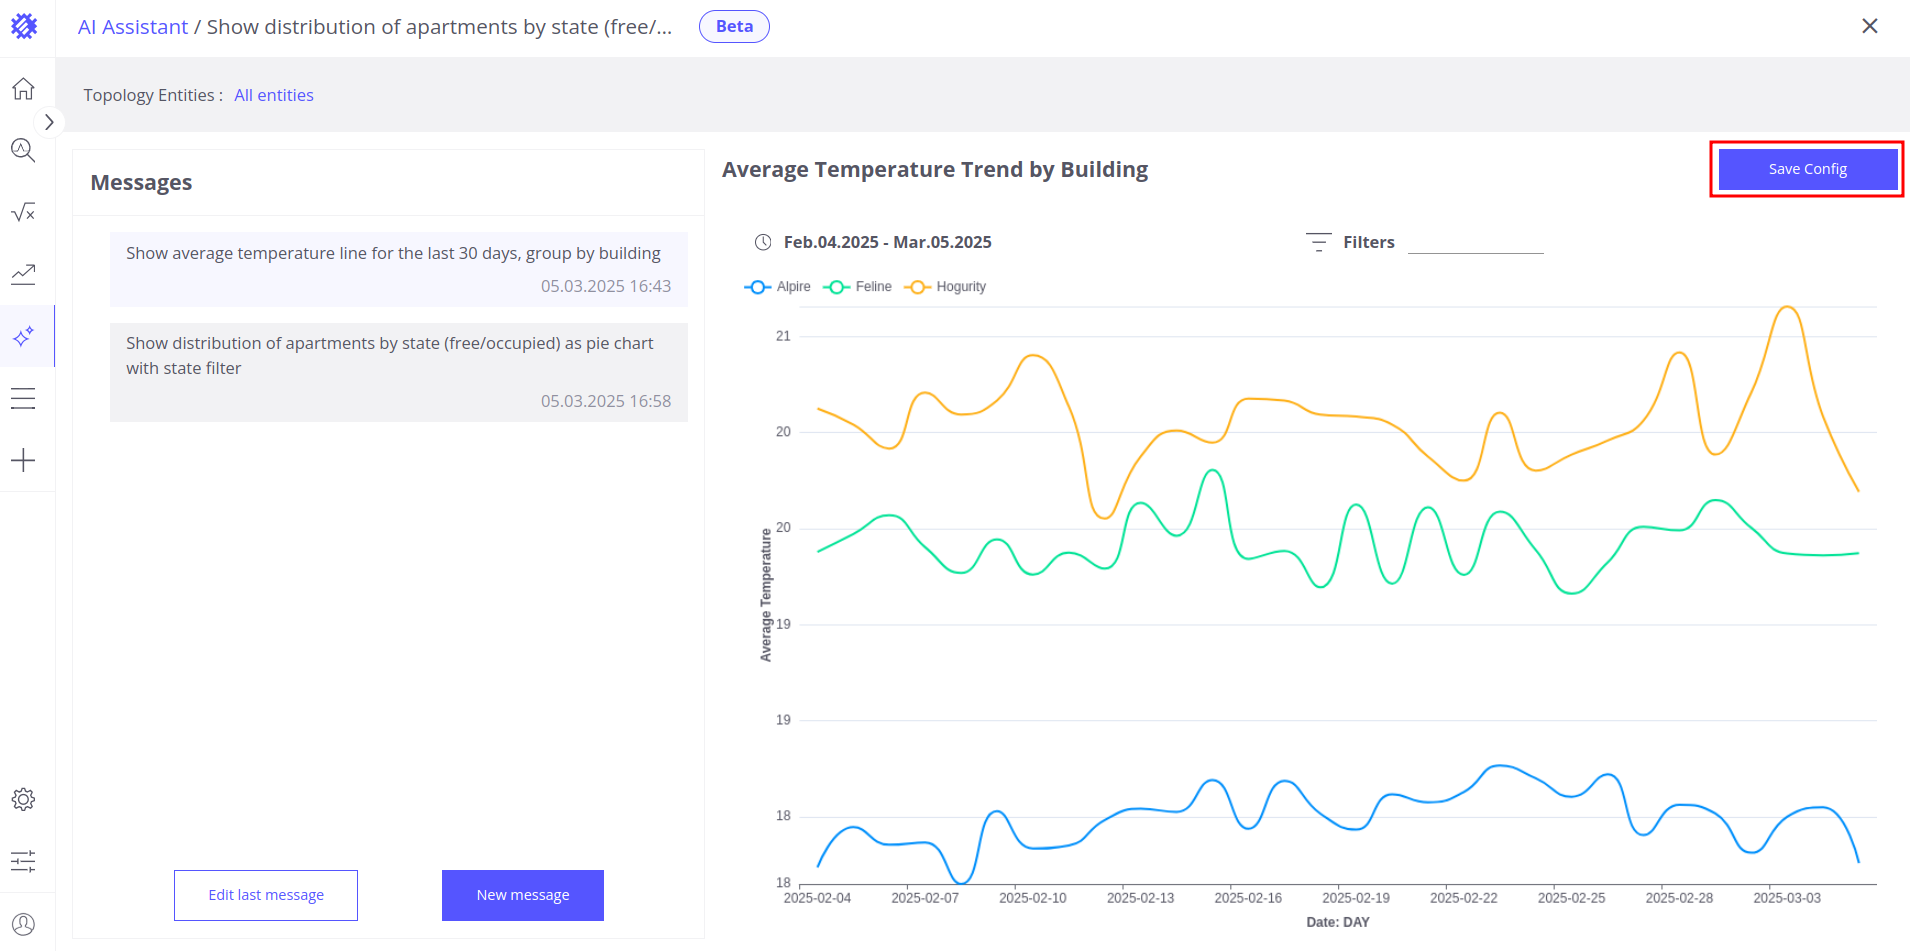 AI Assistant / Show distribution of apartments by state (free/...
Beta
Topology Entities : All entities
Messages
Show average temperature line for the last 30 days, group by building
05.03.2025 16:43
Show distribution of apartments by state (free/occupied) as pie chart
with state filter
05.03.2025 16:58
Edit last message
New message
Average Temperature Trend by Building
Save Config
Feb.04.2025 - Mar.05.2025
Filters
Alpire
Feline
Hogurity
Average Temperature
21
20
20
19
19
18
18
2025-02-04
2025-02-07
2025-02-10
2025-02-13
2025-02-16
2025-02-19
2025-02-22
2025-02-25
2025-02-28
2025-03-03
Date: DAY